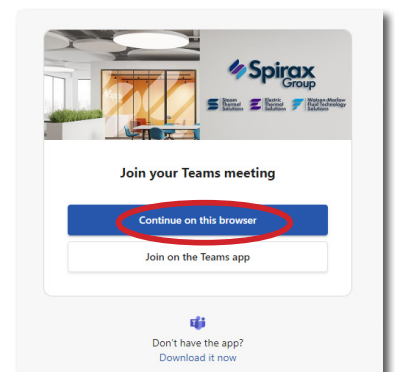 Spirax
Group
Steam
Thermal
Solutions
Electric
Thermal
Solutions
Watson-Marlow
Fluid Technology
Solutions
Join your Teams meeting
Continue on this browser
Join on the Teams app
Don't have the app?
Download it now